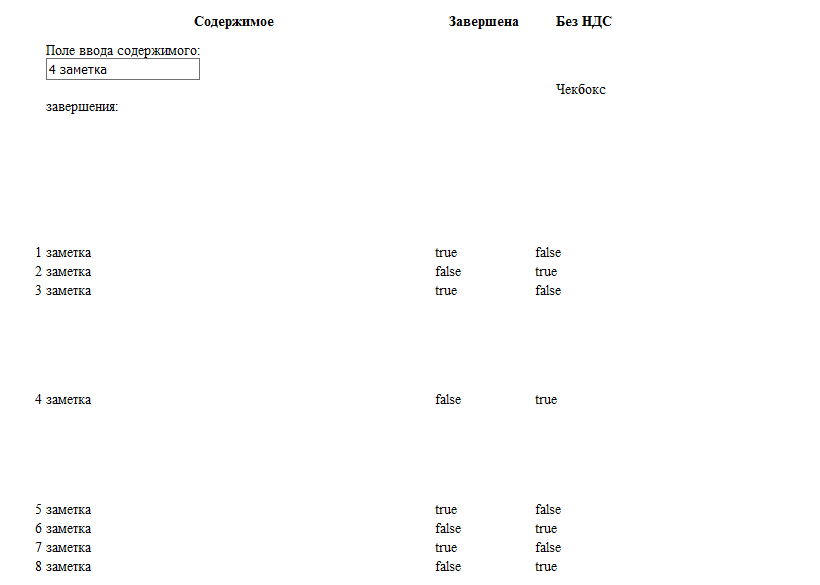 Содержимое Завершена Без НДС
Поле ввода содержимого:
4 заметка
Чекбокс
завершения:
1 заметка true false
2 заметка false true
3 заметка true false
4 заметка false true
5 заметка true false
6 заметка false true
7 заметка true false
8 заметка false true